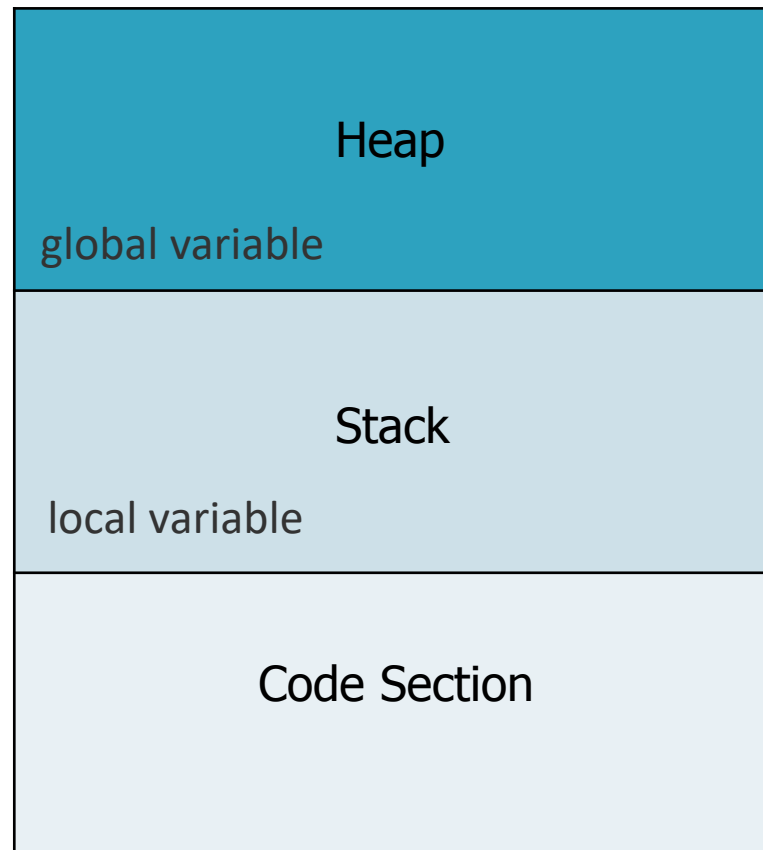 Heap
global variable
Stack
local variable
Code Section